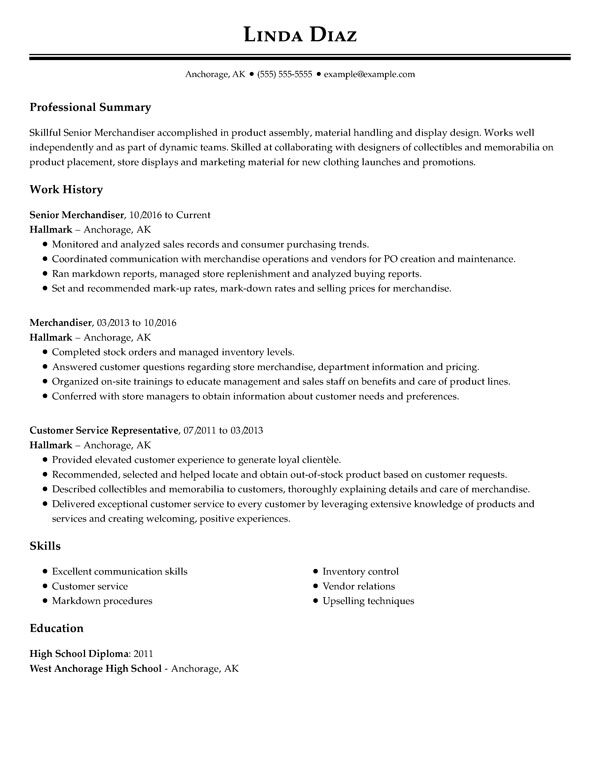 Linda Diaz
Anchorage, AK ● (555) 555-5555 ● example@example.com
Professional Summary
Skillful Senior Merchandiser accomplished in product assembly, material handling and display design. Works well
independently and as part of dynamic teams. Skilled at collaborating with designers of collectibles and memorabilia on
product placement, store displays and marketing material for new clothing launches and promotions.
Work History
Senior Merchandiser, 10/2016 to Current
Hallmark – Anchorage, AK
● Monitored and analyzed sales records and consumer purchasing trends.
● Coordinated communication with merchandise operations and vendors for PO creation and maintenance.
● Ran markdown reports, managed store replenishment and analyzed buying reports.
● Set and recommended mark-up rates, mark-down rates and selling prices for merchandise.
Merchandiser, 03/2013 to 10/2016
Hallmark – Anchorage, AK
● Completed stock orders and managed inventory levels.
● Answered customer questions regarding store merchandise, department information and pricing.
● Organized on-site trainings to educate management and sales staff on benefits and care of product lines.
● Conferred with store managers to obtain information about customer needs and preferences.
Customer Service Representative, 07/2011 to 03/2013
Hallmark – Anchorage, AK
● Provided elevated customer experience to generate loyal clientèle.
● Recommended, selected and helped locate and obtain out-of-stock product based on customer requests.
● Described collectibles and memorabilia to customers, thoroughly explaining details and care of merchandise.
● Delivered exceptional customer service to every customer by leveraging extensive knowledge of products and
services and creating welcoming, positive experiences.
Skills
● Excellent communication skills
● Customer service
● Markdown procedures
● Inventory control
● Vendor relations
● Upselling techniques
Education
High School Diploma: 2011
West Anchorage High School - Anchorage, AK